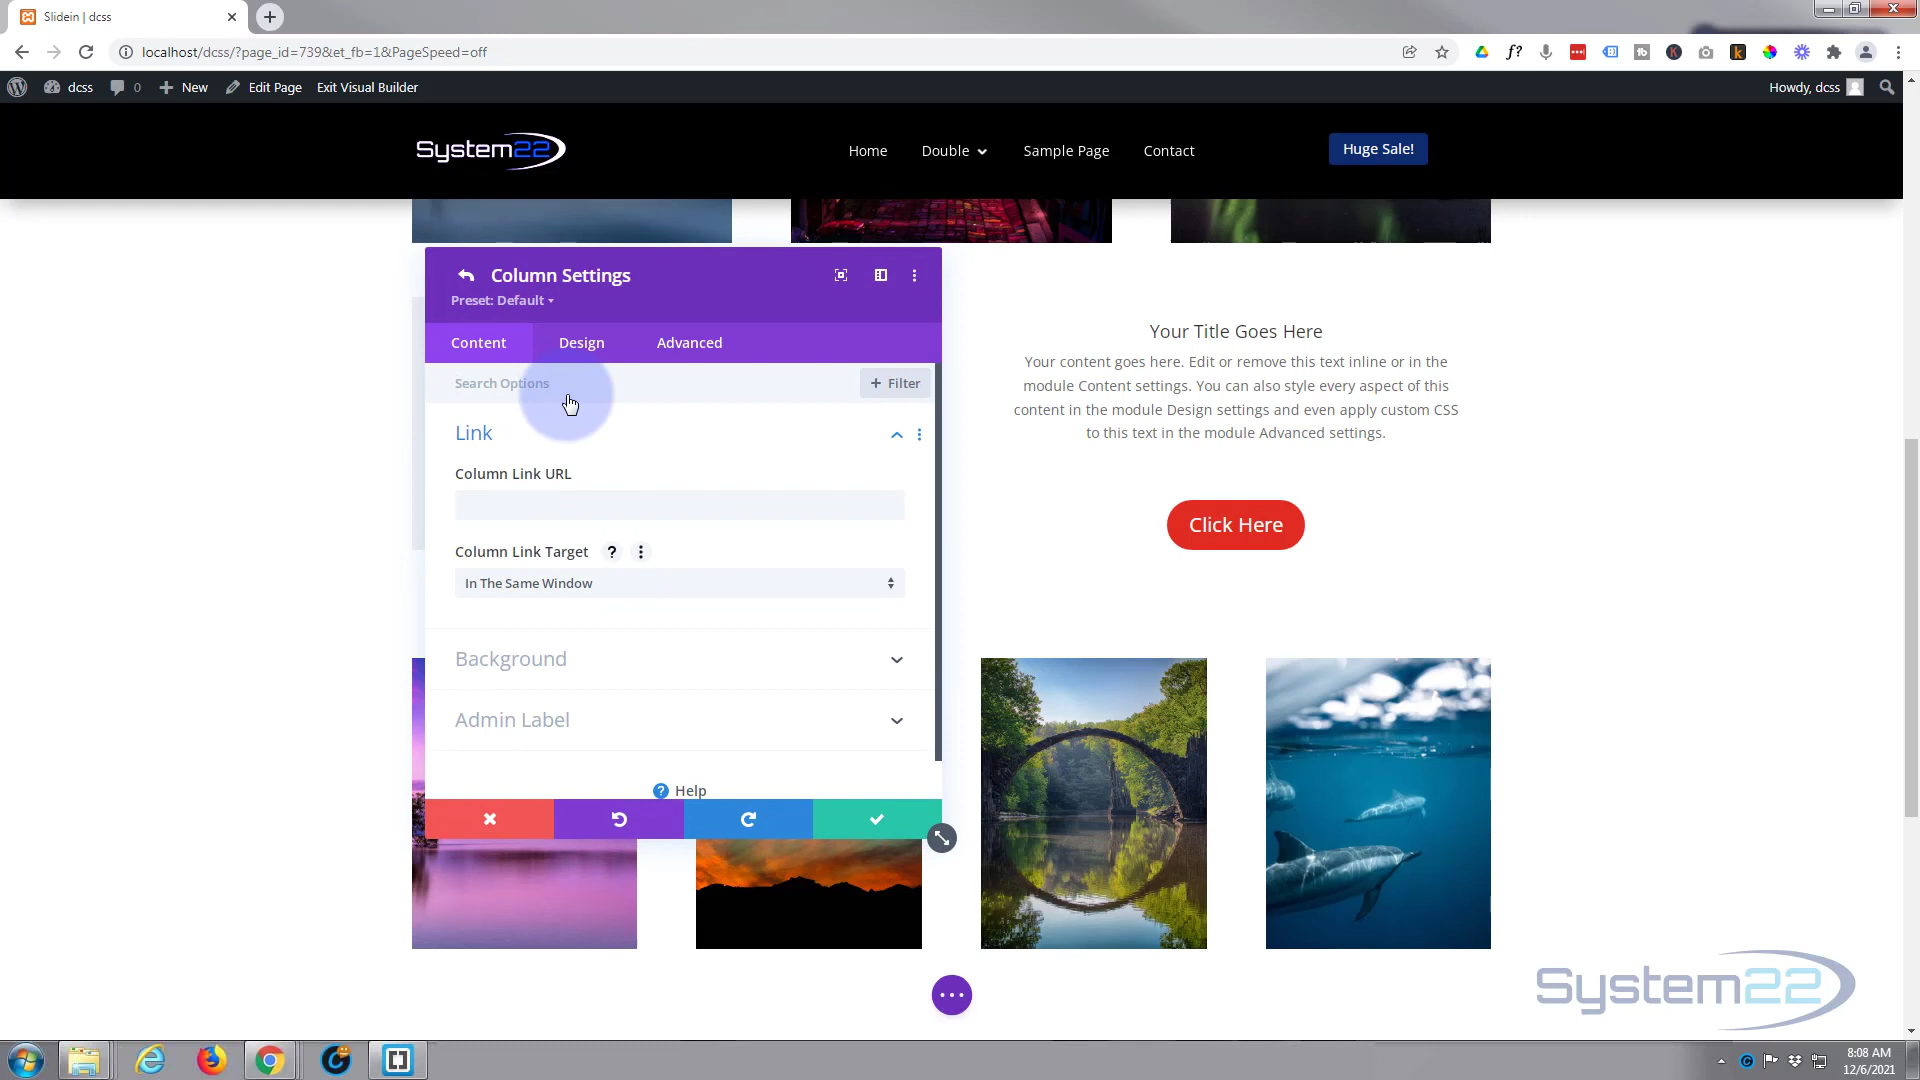 Slidein | dcss
localhost/dcss/?page_id=739&et_fb=1&PageSpeed=off
dcss
0
New
Edit Page
Exit Visual Builder
Howdy, dcss
System22
Home
Double
Sample Page
Contact
Huge Sale!
Column Settings
Preset: Default
Content
Design
Advanced
Search Options
+ Filter
Link
Column Link URL
Column Link Target
?
In The Same Window
Background
Admin Label
? Help
Your Title Goes Here
Your content goes here. Edit or remove this text inline or in the
module Content settings. You can also style every aspect of this
content in the module Design settings and even apply custom CSS
to this text in the module Advanced settings.
Click Here
System22
8:08 AM
12/6/2021